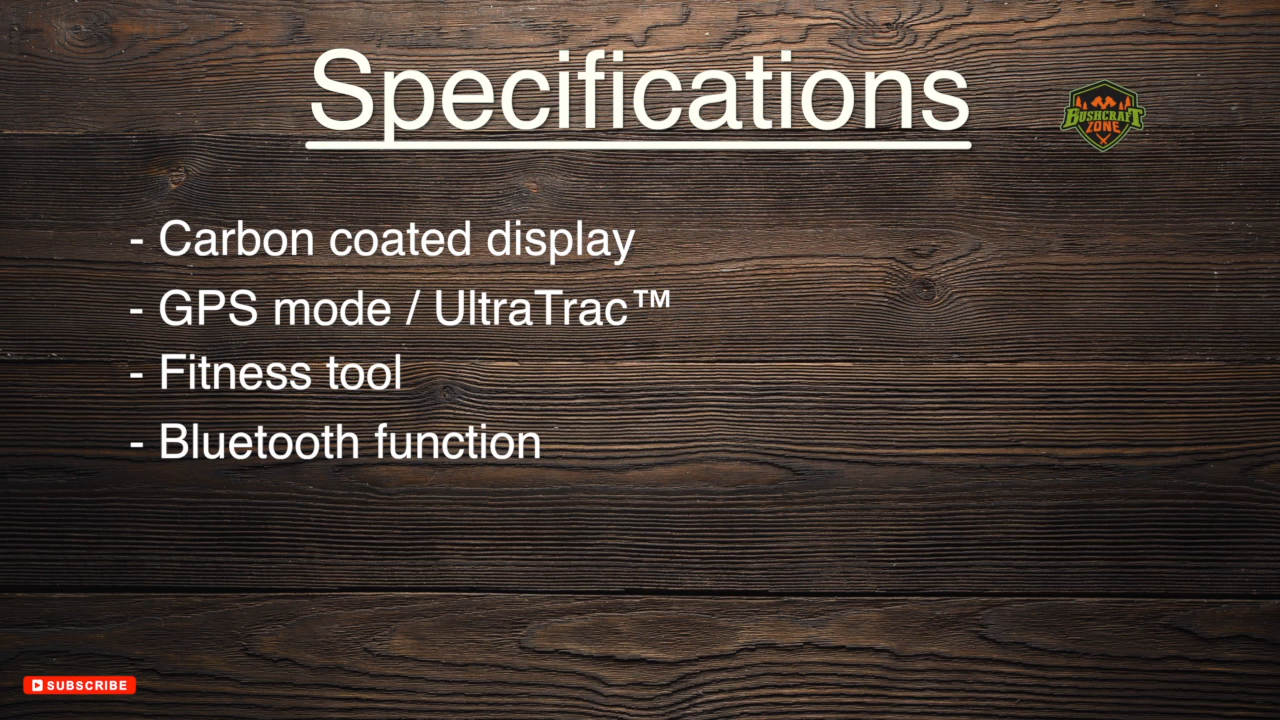 Specifications
BUSHCRAFT
ZONE
- Carbon coated display
- GPS mode / UltraTrac™
- Fitness tool
- Bluetooth function
SUBSCRIBE